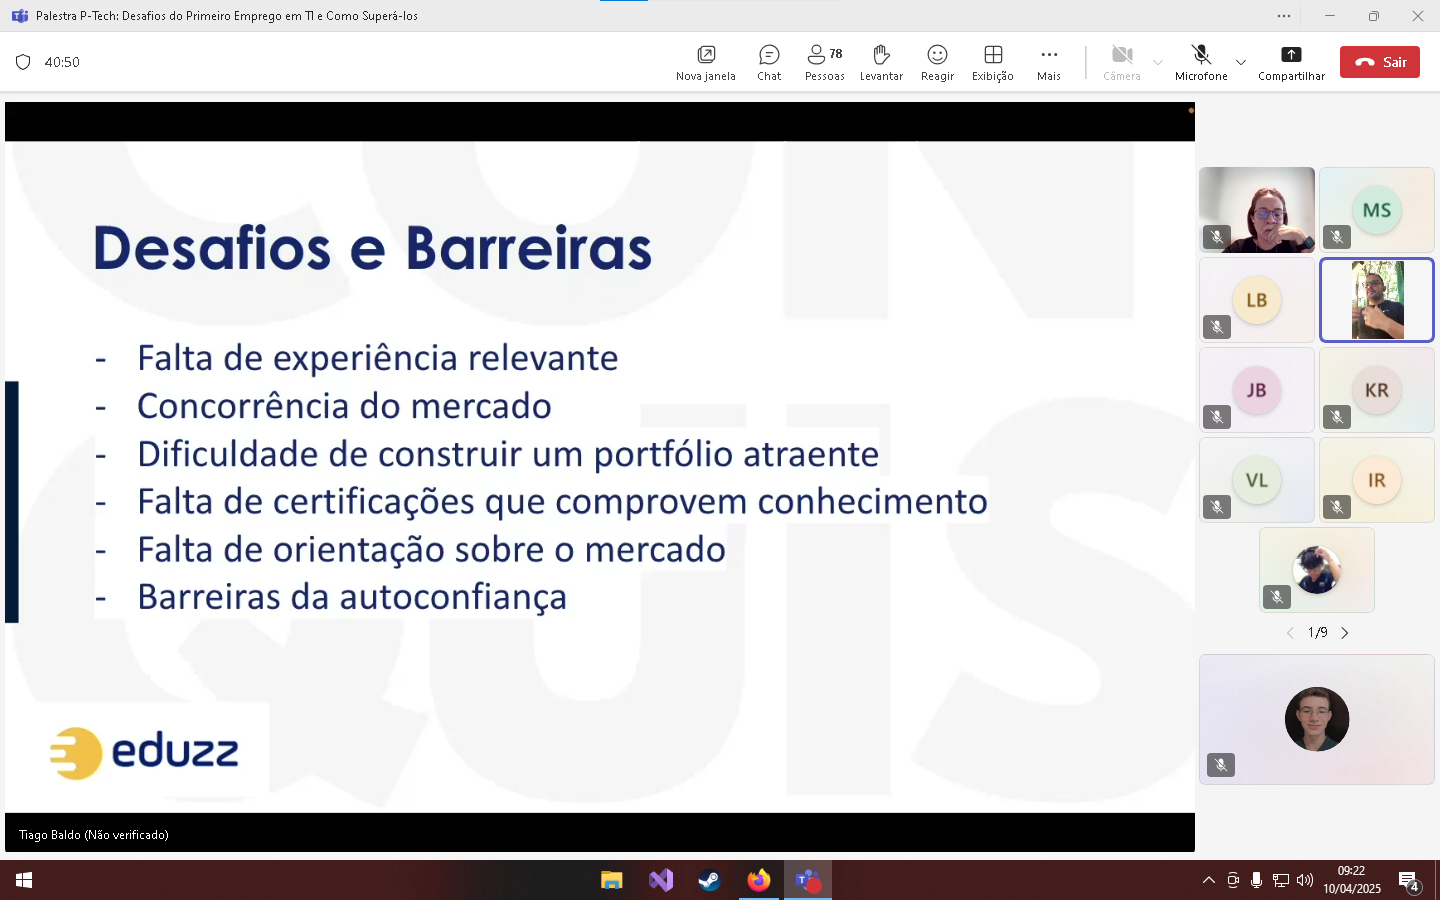 Palestra P-Tech: Desafios do Primeiro Emprego em TI e Como Superá-los
40:50
Nova janela
Chat
78
Pessoas
Levantar
Reagir
Exibição
Mais
Câmera
Microfone
Compartilhar
Sair
Desafios e Barreiras
- Falta de experiência relevante
- Concorrência do mercado
- Dificuldade de construir um portfólio atraente
- Falta de certificações que comprovem conhecimento
- Falta de orientação sobre o mercado
- Barreiras da autoconfiança
eduzz
Tiago Baldo (Não verificado)
MS
LB
JB
KR
VL
IR
1/9
09:22
10/04/2025
4